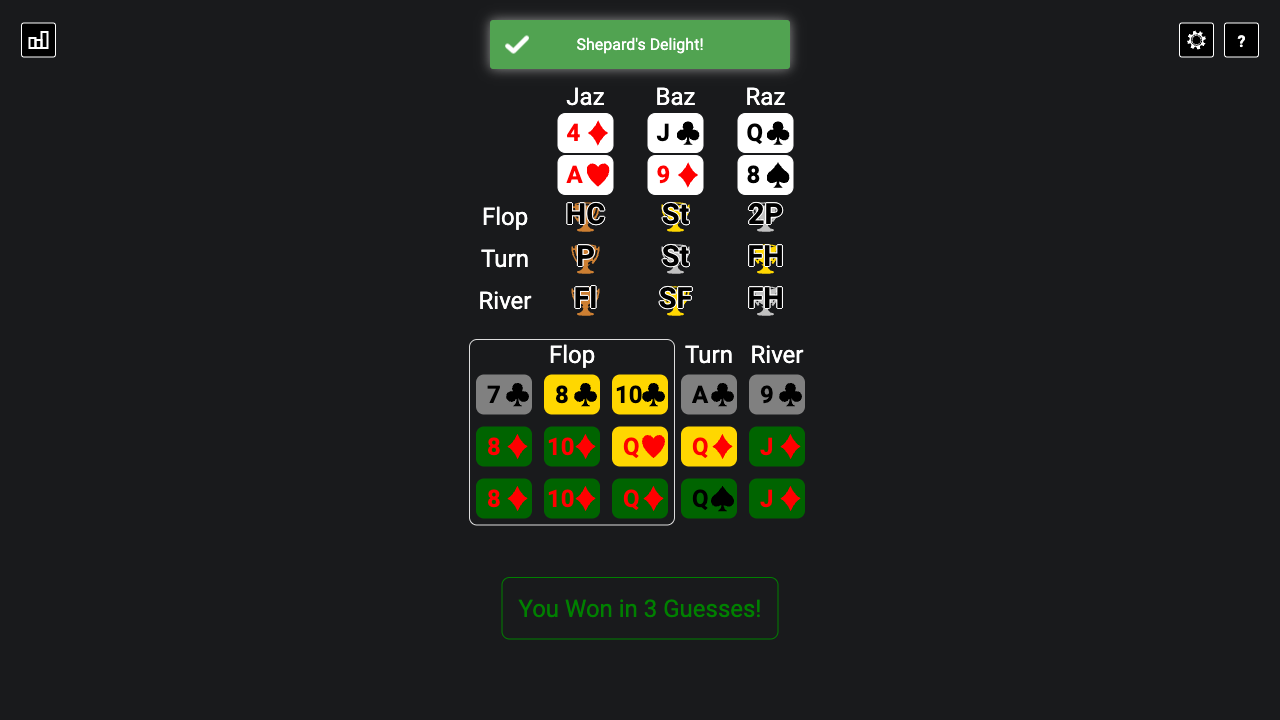 Shepard's Delight!
?
Jaz Baz Raz
4 J Q
A 9 8
Flop HC St 2P
Turn P St FH
River Fl SF FH
Flop Turn River
7 8 10 A 9
8 10 Q Q J
8 10 Q Q J
You Won in 3 Guesses!